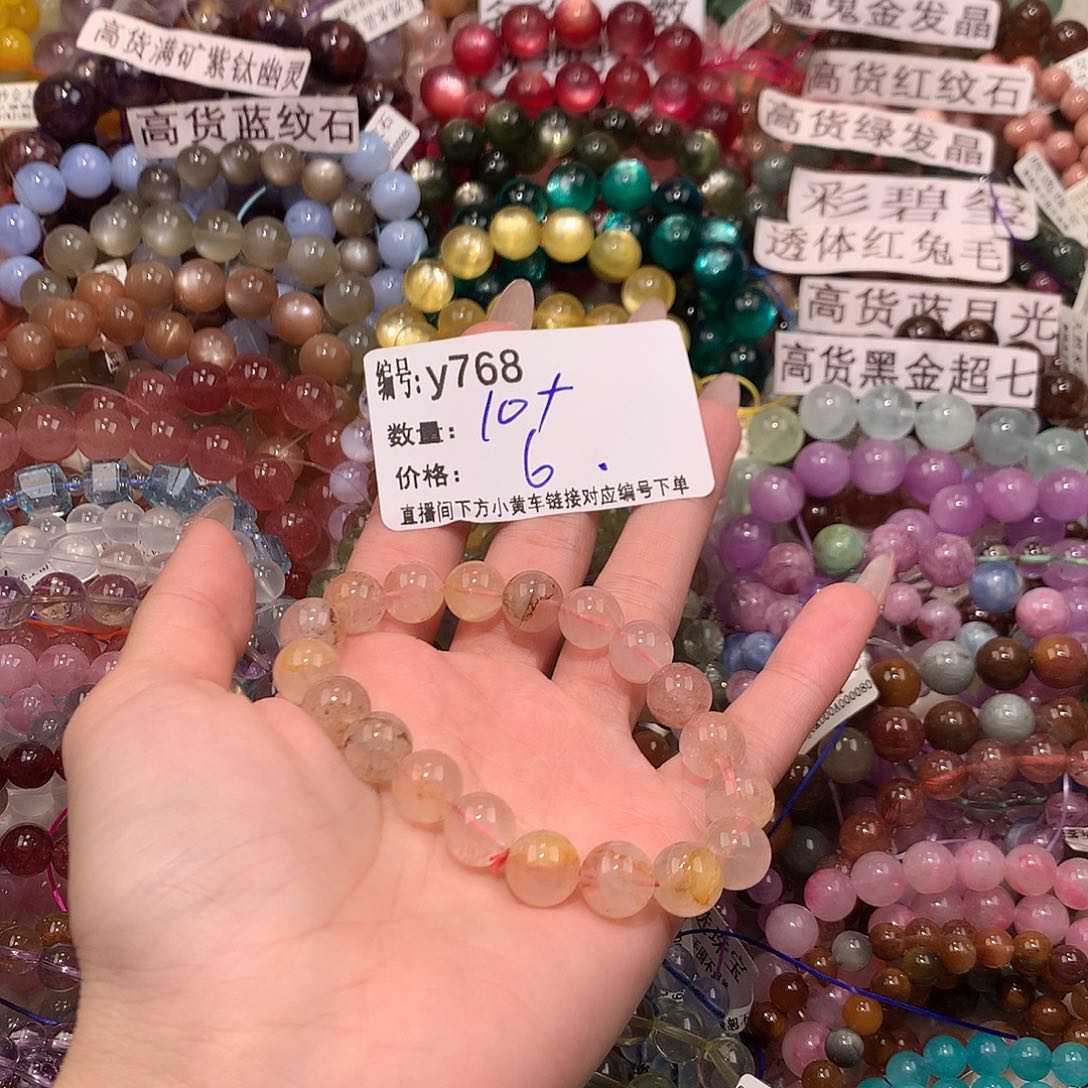 魔鬼金发晶
高货满矿紫钛幽灵
高货红纹石
高货蓝纹石
高货绿发晶
透体红兔毛
高货蓝月光
高货黑金超七
编号:y768
数量: 10+
价格: 6.
直播间下方小黄车链接对应编号下单